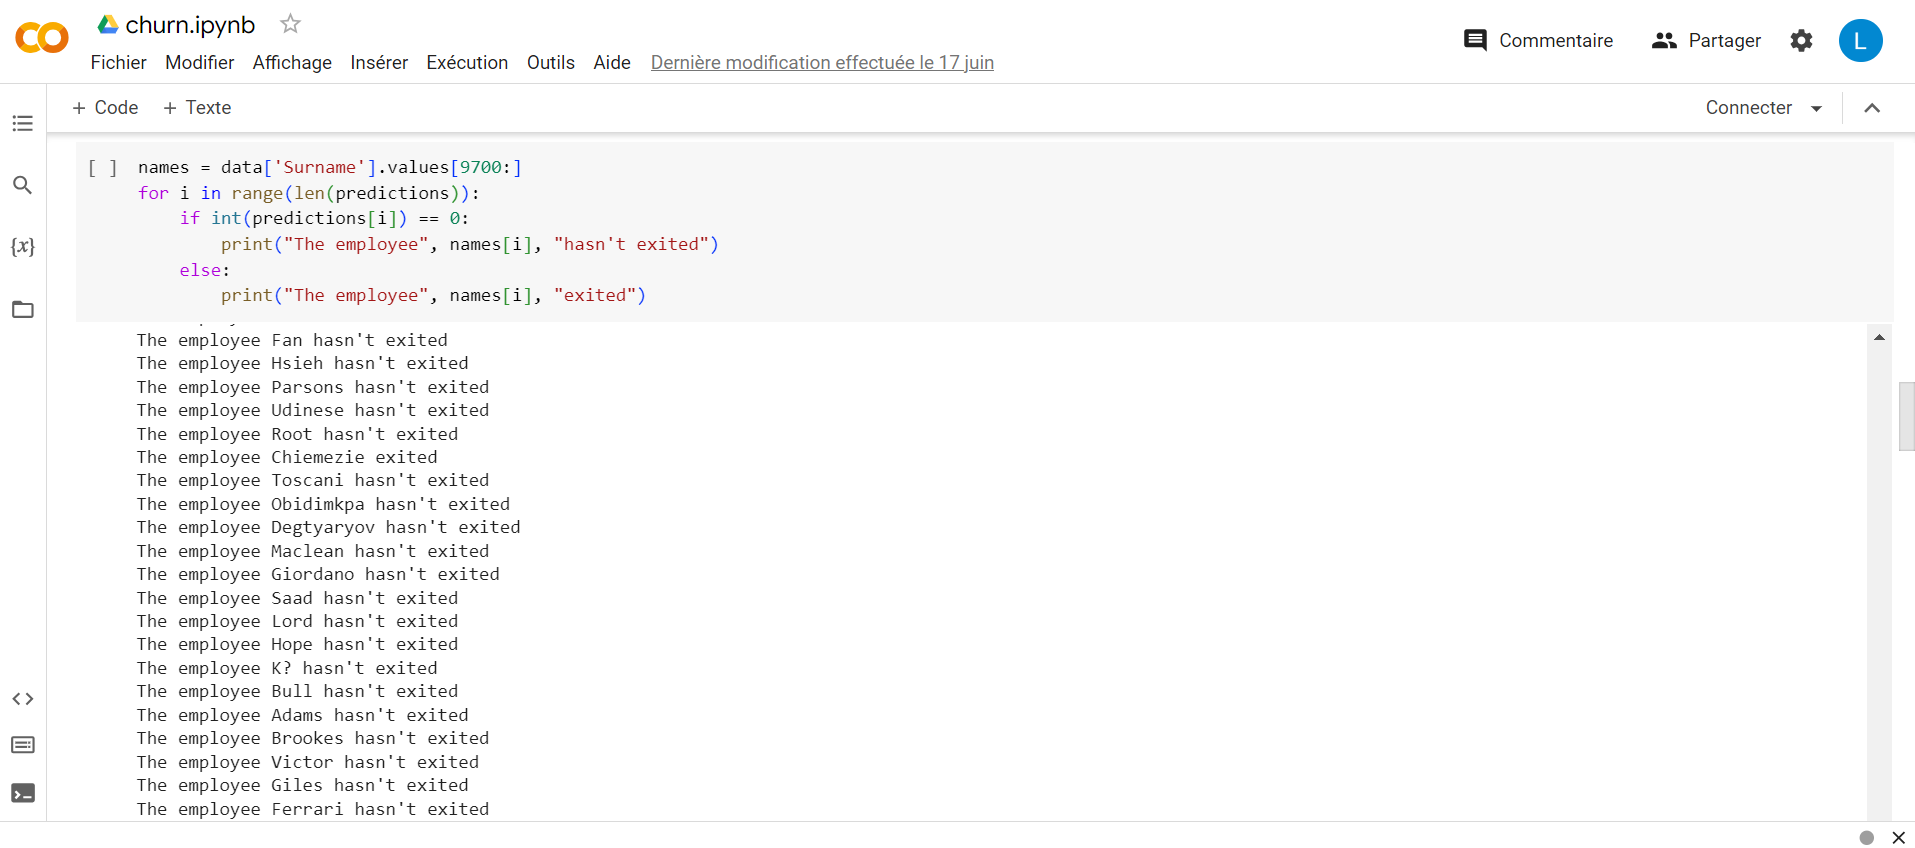 churn.ipynb
Commentaire
Partager
L
Fichier Modifier Affichage Insérer Exécution Outils Aide Dernière modification effectuée le 17 juin
+ Code + Texte
Connecter
[ ] names = data['Surname'].values[9700:]
for i in range(len(predictions)):
    if int(predictions[i]) == 0:
        print("The employee", names[i], "hasn't exited")
    else:
        print("The employee", names[i], "exited")
{x}
The employee Fan hasn't exited
The employee Hsieh hasn't exited
The employee Parsons hasn't exited
The employee Udinese hasn't exited
The employee Root hasn't exited
The employee Chiemezie exited
The employee Toscani hasn't exited
The employee Obidimkpa hasn't exited
The employee Degtyaryov hasn't exited
The employee Maclean hasn't exited
The employee Giordano hasn't exited
The employee Saad hasn't exited
The employee Lord hasn't exited
The employee Hope hasn't exited
The employee K? hasn't exited
The employee Bull hasn't exited
The employee Adams hasn't exited
The employee Brookes hasn't exited
The employee Victor hasn't exited
The employee Giles hasn't exited
The employee Ferrari hasn't exited